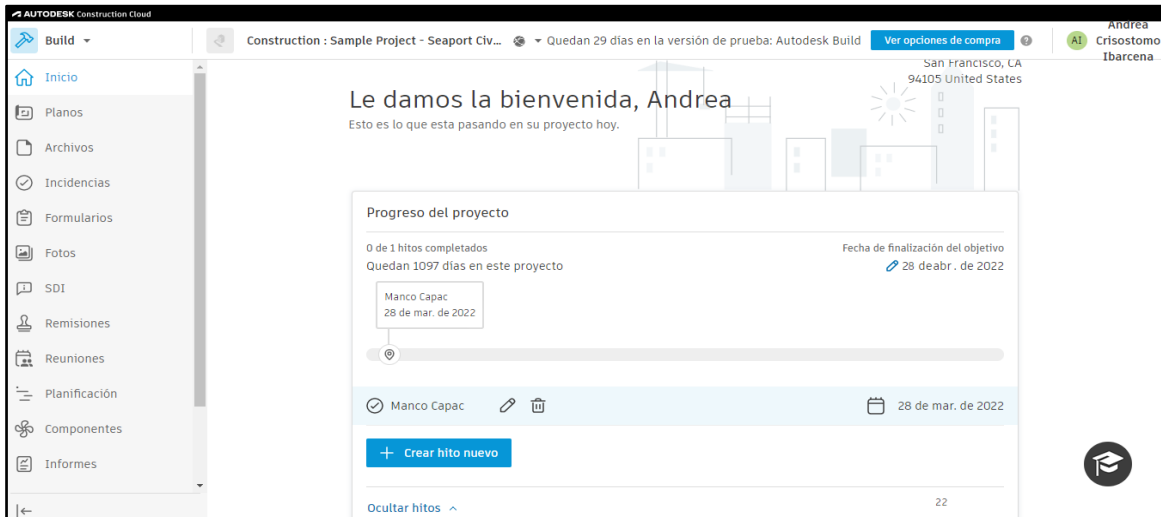 AUTODESK Construction Cloud
Build
Construction : Sample Project - Seaport Civ... Quedan 29 días en la versión de prueba: Autodesk Build
Ver opciones de compra
AI
Andrea
Crisostomo
Ibarcena
Inicio
Planos
Archivos
Incidencias
Formularios
Fotos
SDI
Remisiones
Reuniones
Planificación
Componentes
Informes
San Francisco, CA
94105 United States
Le damos la bienvenida, Andrea
Esto es lo que esta pasando en su proyecto hoy.
Progreso del proyecto
0 de 1 hitos completados
Fecha de finalización del objetivo
Quedan 1097 días en este proyecto
28 deabr . de 2022
Manco Capac
28 de mar. de 2022
Manco Capac
28 de mar. de 2022
+ Crear hito nuevo
Ocultar hitos
22